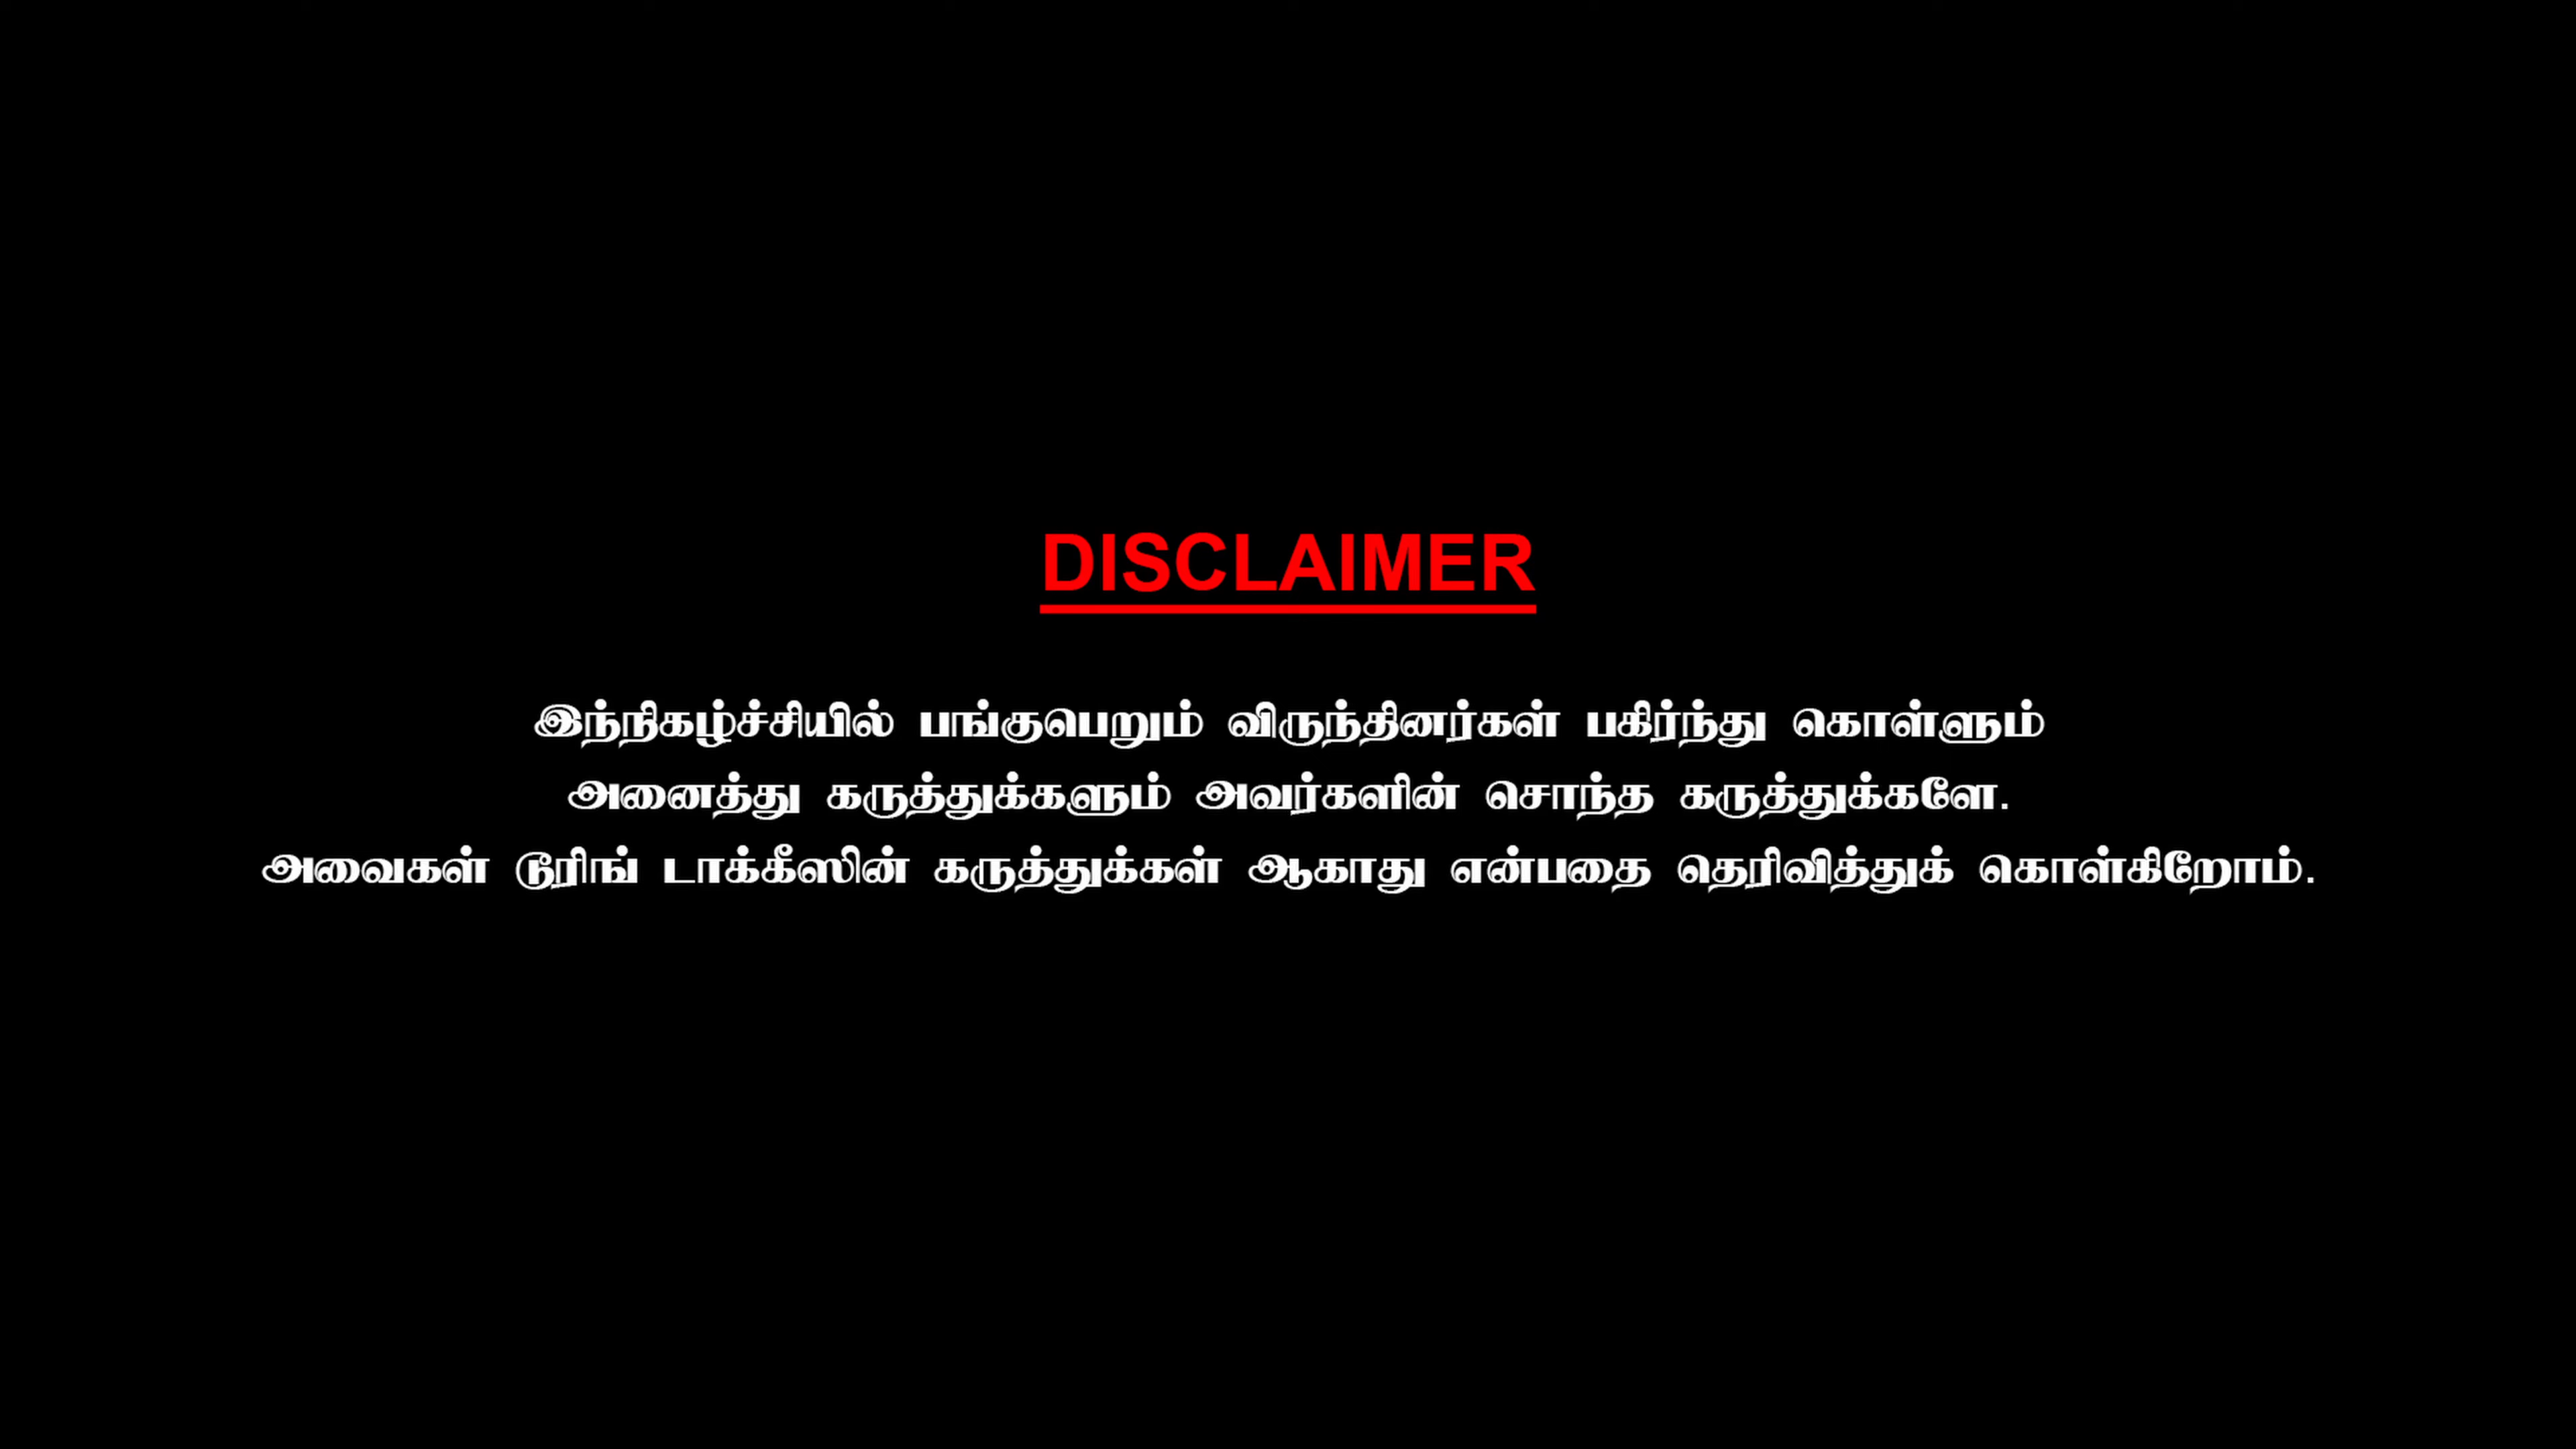 DISCLAIMER
இந்நிகழ்ச்சியில் பங்குபெறும் விருந்தினர்கள் பகிர்ந்து கொள்ளும்
அனைத்து கருத்துக்களும் அவர்களின் சொந்த கருத்துக்களே.
அவைகள் டூரிங் டாக்கீஸின் கருத்துக்கள் ஆகாது என்பதை தெரிவித்துக் கொள்கிறோம்.